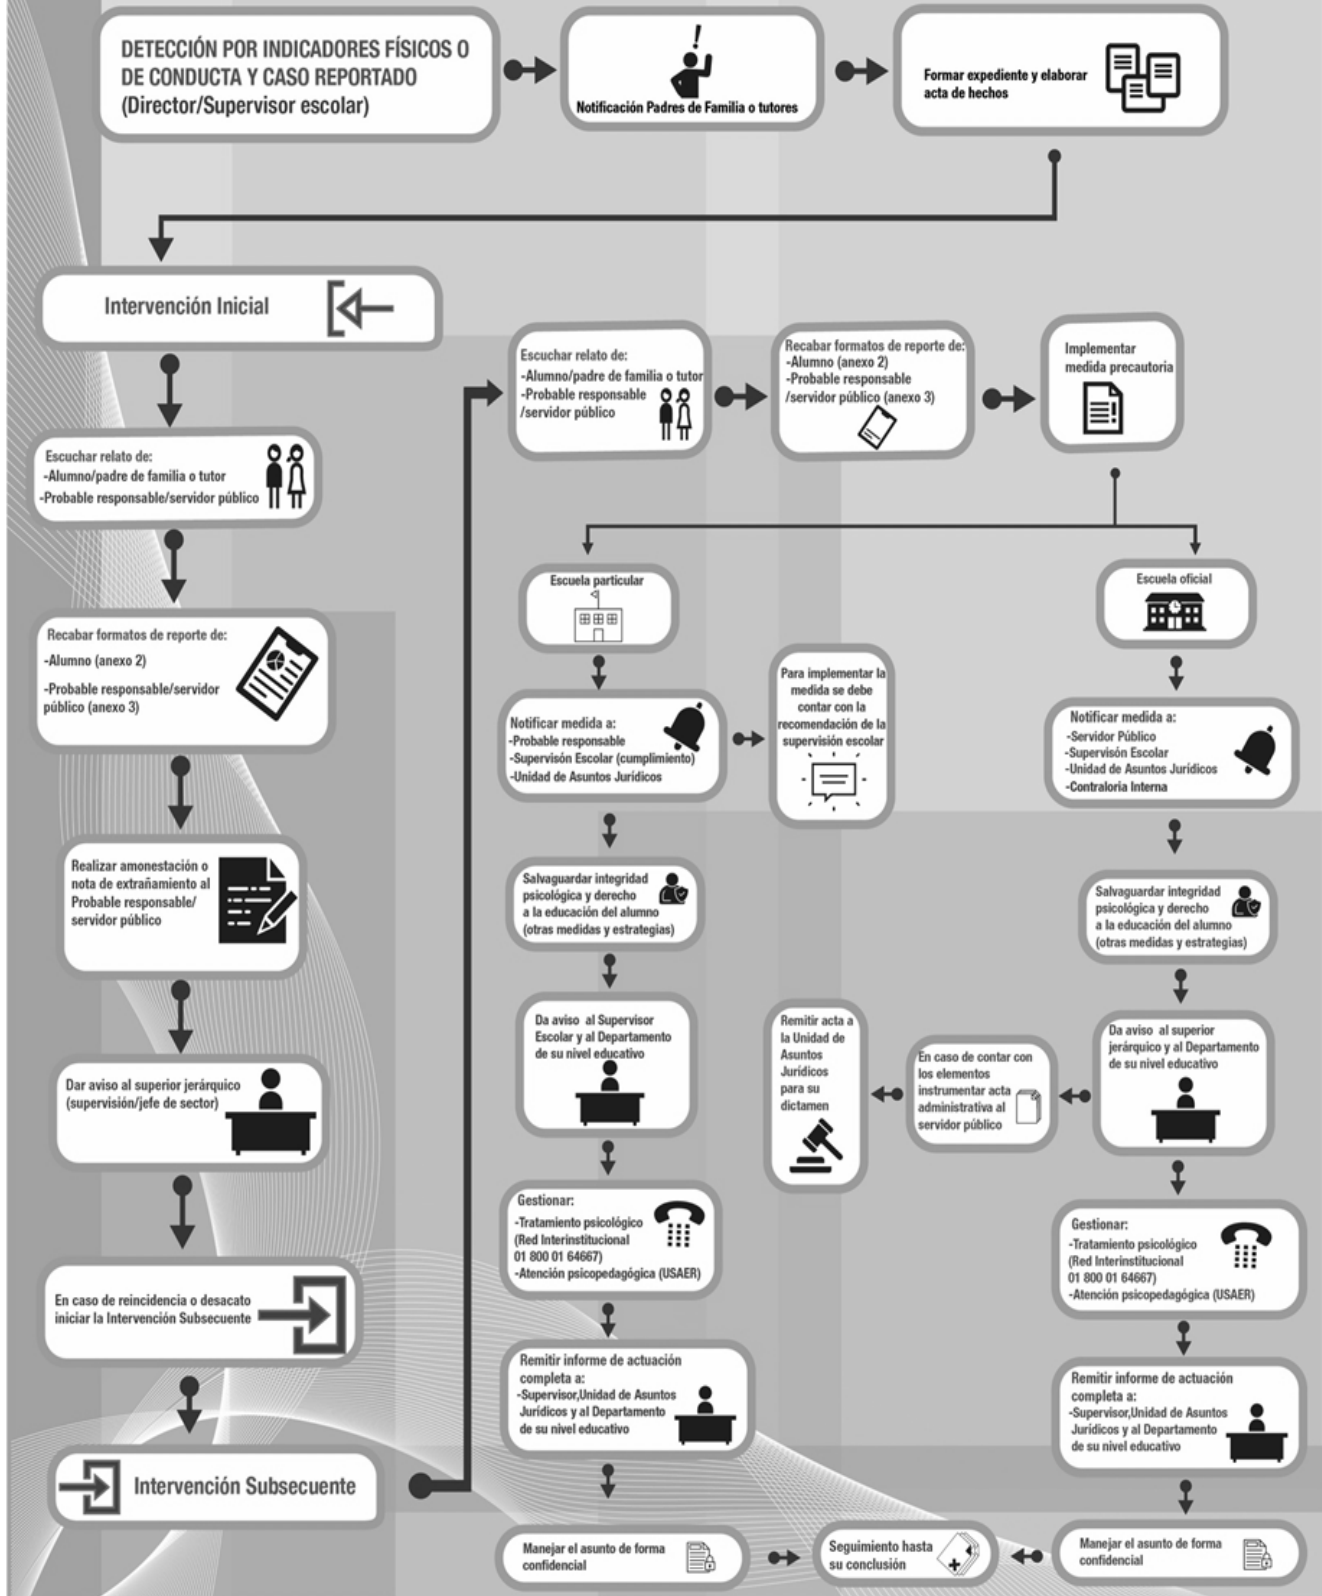 DETECCIÓN POR INDICADORES FÍSICOS O
DE CONDUCTA Y CASO REPORTADO
(Director/Supervisor escolar)
Notificación Padres de Familia o tutores
Formar expediente y elaborar
acta de hechos
Intervención Inicial
Escuchar relato de:
-Alumno/padre de familia o tutor
-Probable responsable/servidor público
Recabar formatos de reporte de:
-Alumno (anexo 2)
-Probable responsable/servidor
público (anexo 3)
Realizar amonestación o
nota de extrañamiento al
Probable responsable/
servidor público
Dar aviso al superior jerárquico
(supervisión/jefe de sector)
En caso de reincidencia o desacato
iniciar la Intervención Subsecuente
Intervención Subsecuente
Escuchar relato de:
-Alumno/padre de familia o tutor
-Probable responsable
/servidor público
Recabar formatos de reporte de:
-Alumno (anexo 2)
-Probable responsable
/servidor público (anexo 3)
Implementar
medida precautoria
Escuela particular
Notificar medida a:
-Probable responsable
-Supervisón Escolar (cumplimiento)
-Unidad de Asuntos Jurídicos
Para implementar la
medida se debe
contar con la
recomendación de la
supervisión escolar
Salvaguardar integridad
psicológica y derecho
a la educación del alumno
(otras medidas y estrategias)
Da aviso al Supervisor
Escolar y al Departamento
de su nivel educativo
Gestionar:
-Tratamiento psicológico
(Red Interinstitucional
01 800 01 64667)
-Atención psicopedagógica (USAER)
Remitir informe de actuación
completa a:
-Supervisor,Unidad de Asuntos
Jurídicos y al Departamento
de su nivel educativo
Manejar el asunto de forma
confidencial
Escuela oficial
Notificar medida a:
-Servidor Público
-Supervisón Escolar
-Unidad de Asuntos Jurídicos
-Contraloria Interna
Salvaguardar integridad
psicológica y derecho
a la educación del alumno
(otras medidas y estrategias)
Da aviso al superior
jerárquico y al Departamento
de su nivel educativo
En caso de contar con
los elementos
instrumentar acta
administrativa al
servidor público
Remitir acta a
la Unidad de
Asuntos
Jurídicos
para su
dictamen
Gestionar:
-Tratamiento psicológico
(Red Interinstitucional
01 800 01 64667)
-Atención psicopedagógica (USAER)
Remitir informe de actuación
completa a:
-Supervisor,Unidad de Asuntos
Jurídicos y al Departamento
de su nivel educativo
Manejar el asunto de forma
confidencial
Seguimiento hasta
su conclusión